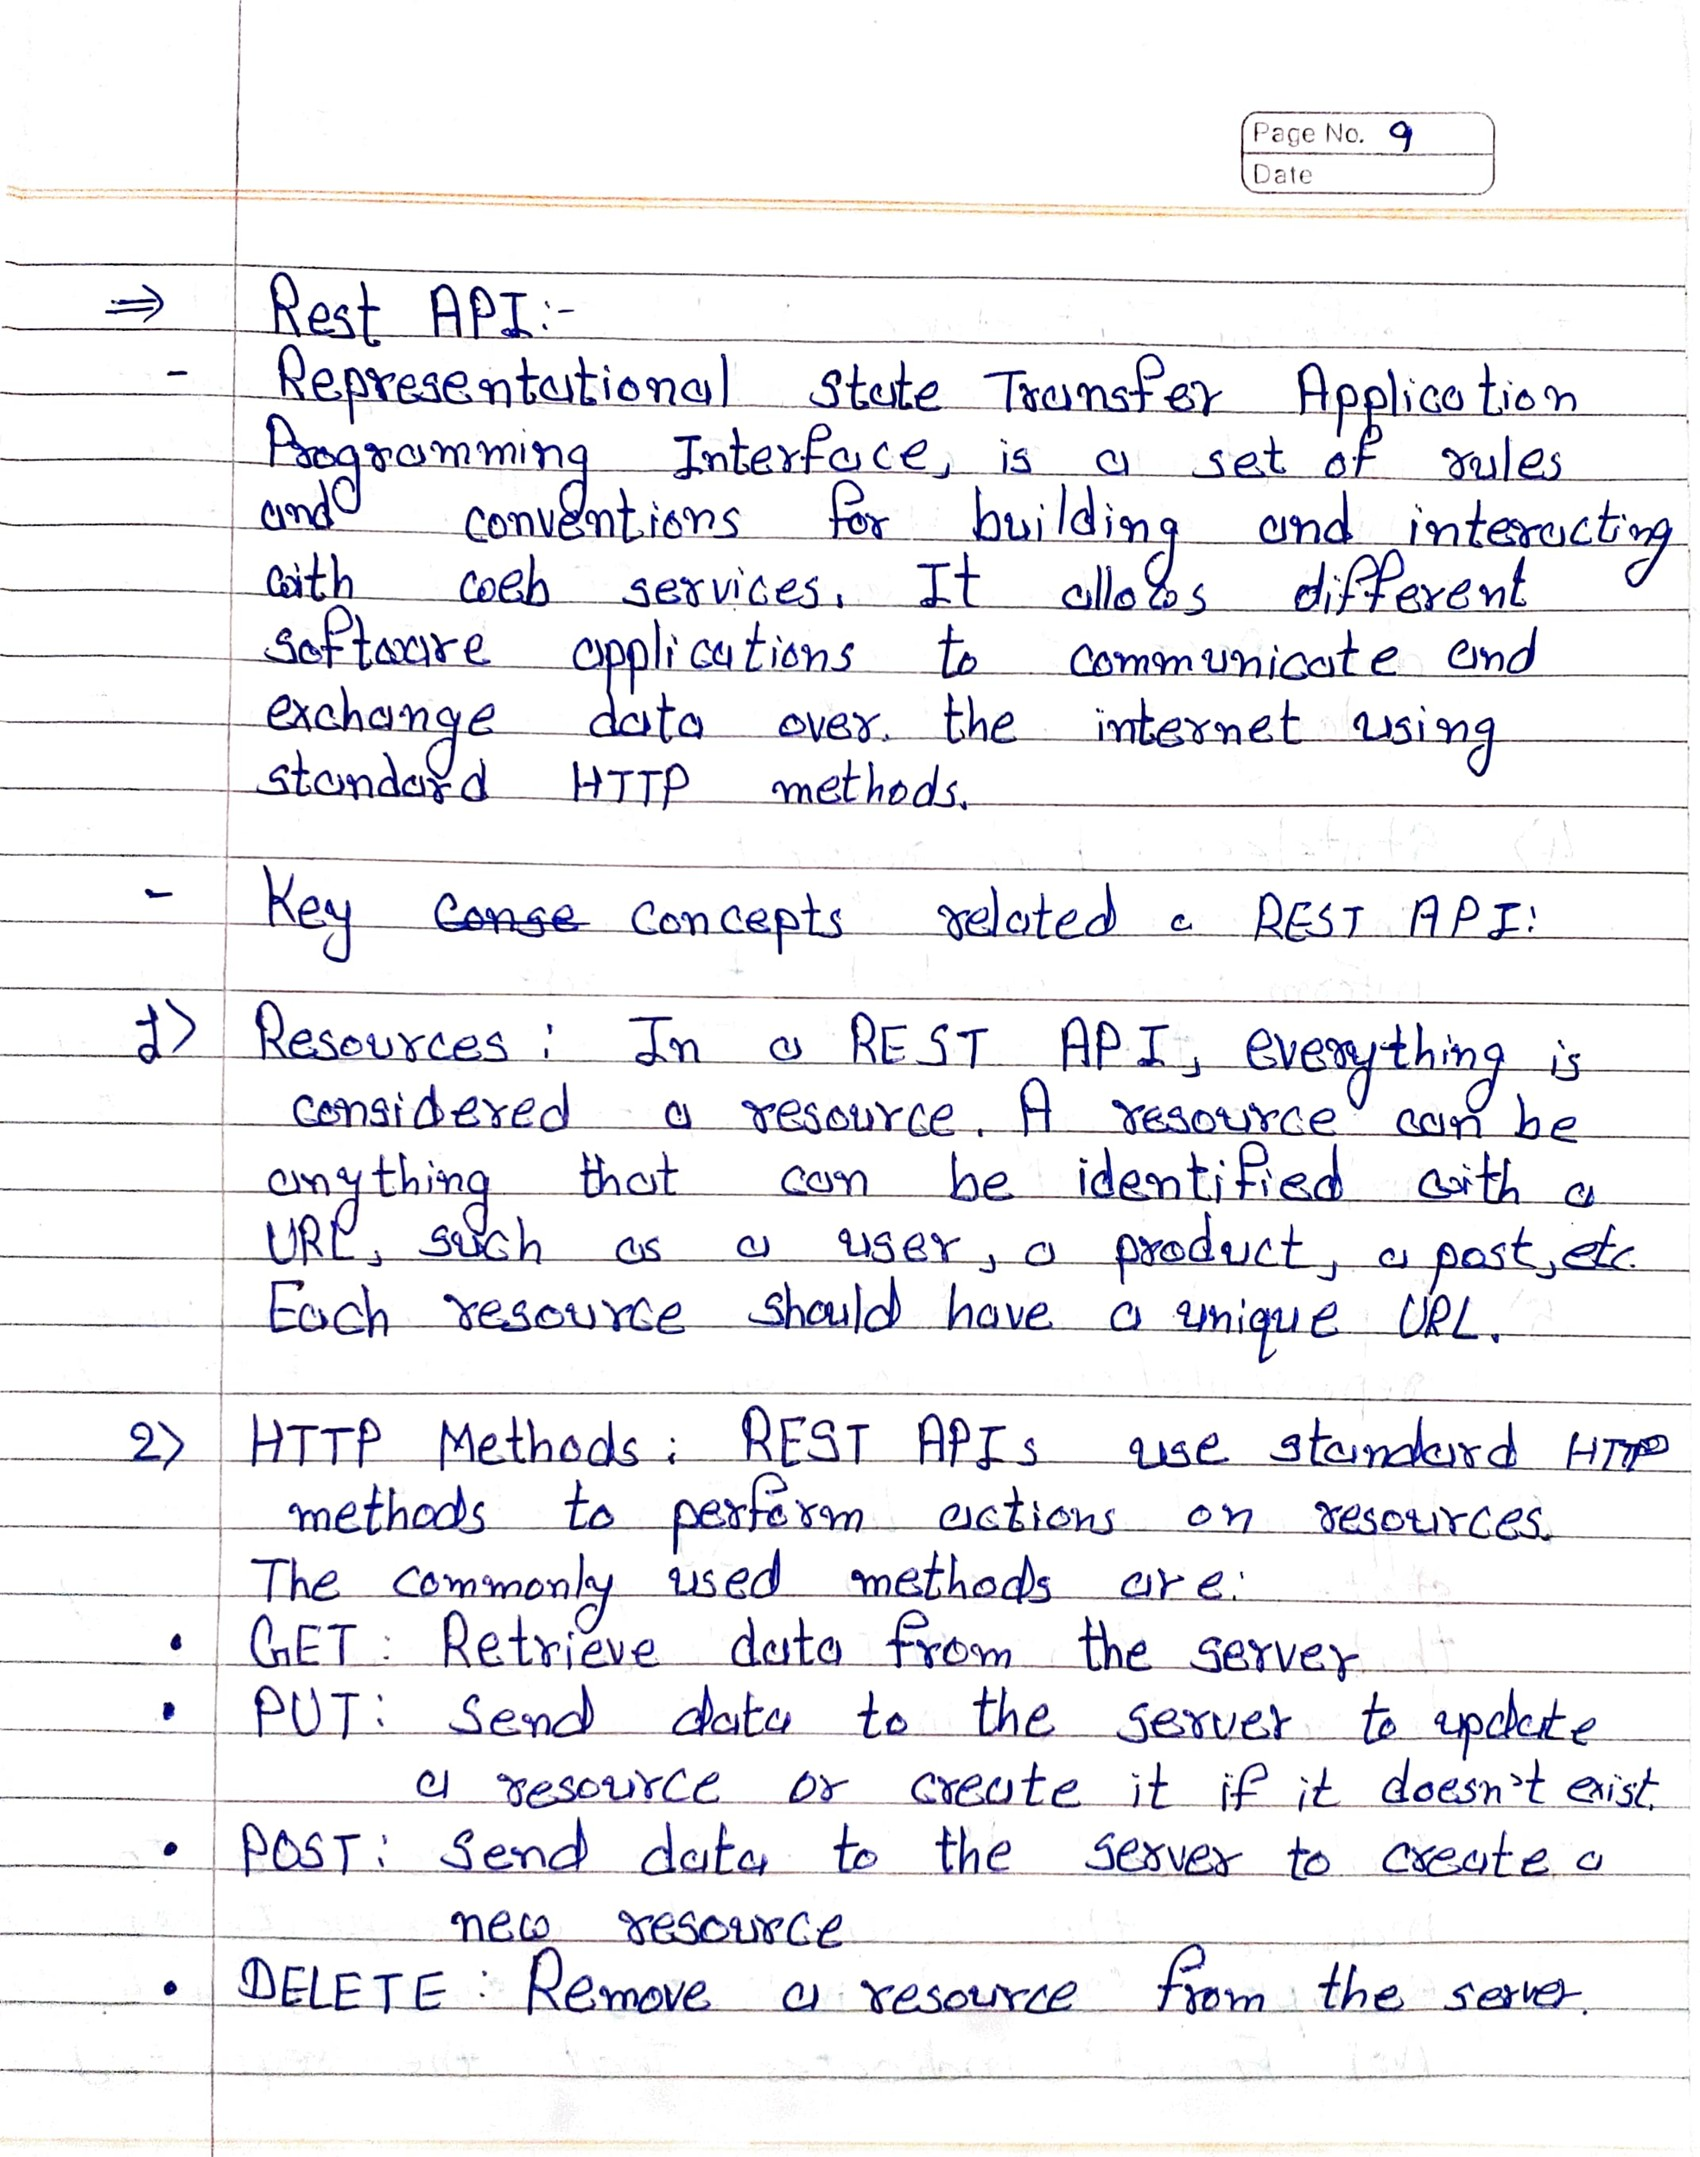 Page No. 9
Date
⇒ Rest API:-
- Representational State Transfer Application
Programming Interface, is a set of rules
and conventions for building and interacting
with web services. It allows different
software applications to communicate and
exchange data over the internet using
standard HTTP methods.
- Key Conse Concepts related a REST API:
1> Resources: In a REST API, everything is
considered a resource. A resource can be
anything that can be identified with a
URL, such as a user, a product, a post, etc.
Each resource should have a unique URL.
2> HTTP Methods: REST APIs use standard HTTP
methods to perform actions on resources.
The commonly used methods are:
• GET: Retrieve data from the server
• PUT: Send data to the server to update
a resource or create it if it doesn't exist.
• POST: Send data to the server to create a
new resource
• DELETE: Remove a resource from the server.